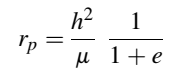 r_p = \frac{h^2}{\mu} \frac{1}{1 + e}